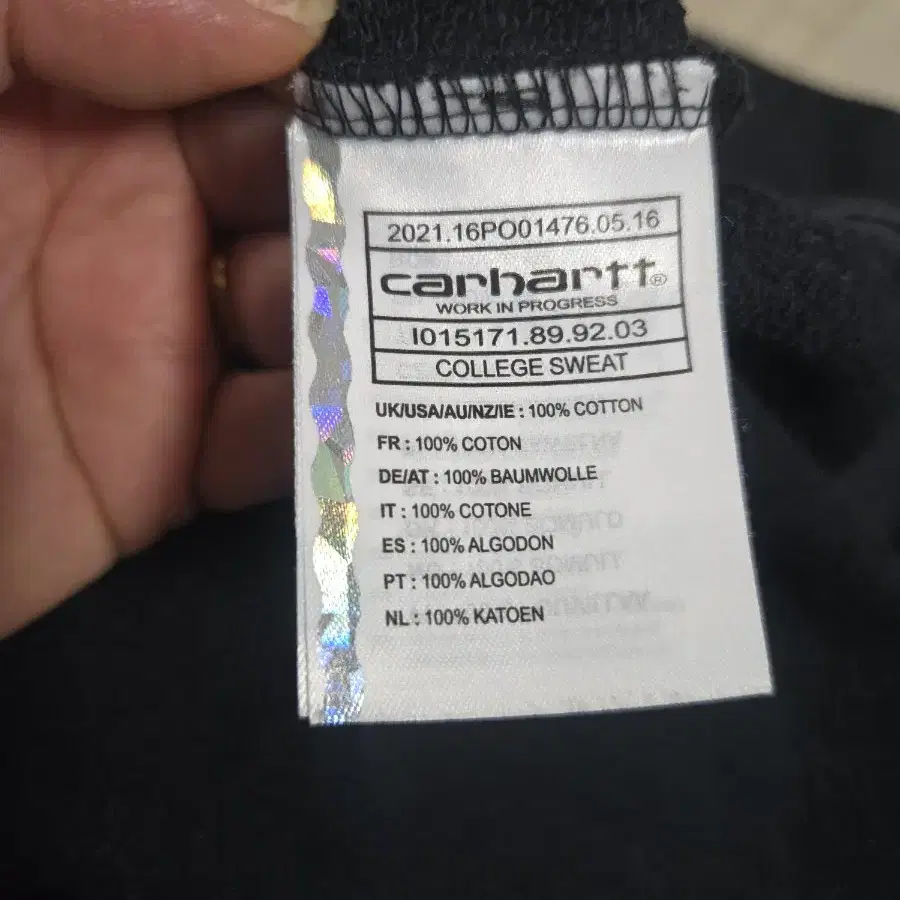 2021.16PO01476.05.16
carhartt®
WORK IN PROGRESS
I015171.89.92.03
COLLEGE SWEAT
UK/USA/AU/NZ/IE : 100% COTTON
FR : 100% COTON
DE/AT : 100% BAUMWOLLE
IT : 100% COTONE
ES : 100% ALGODON
PT : 100% ALGODAO
NL : 100% KATOEN